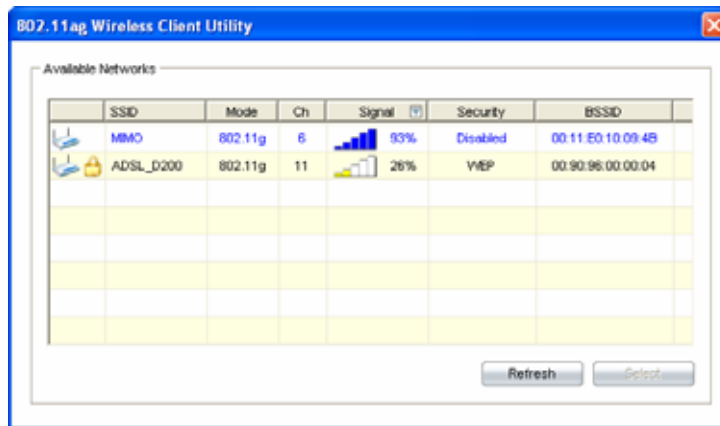 802.11ag Wireless Client Utility
Available Networks
SSID Mode Ch Signal Security BSSID
MIMO 802.11g 6 93% Disabled 00:11:E0:10:09:4B
ADSL_D200 802.11g 11 26% WEP 00:90:96:00:00:04
Refresh Select